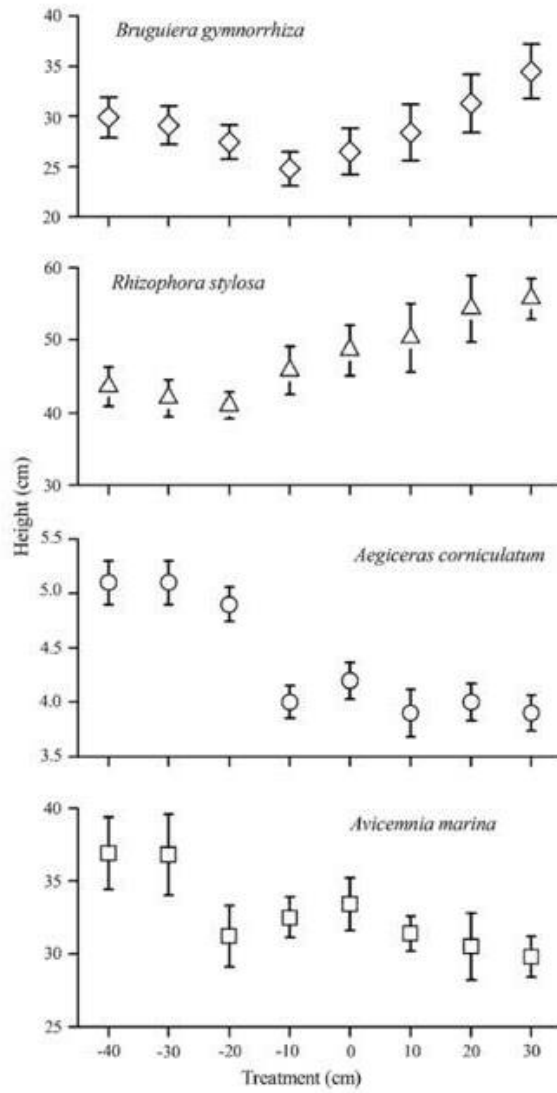 40
Bruguiera gymnorrhiza
35
30
25
20
60
Rhizophora stylosa
50
40
30
Height (cm)
5.5
Aegiceras corniculatum
5.0
4.5
4.0
3.5
40
Avicemnia marina
35
30
25
-40 -30 -20 -10 0 10 20 30
Treatment (cm)